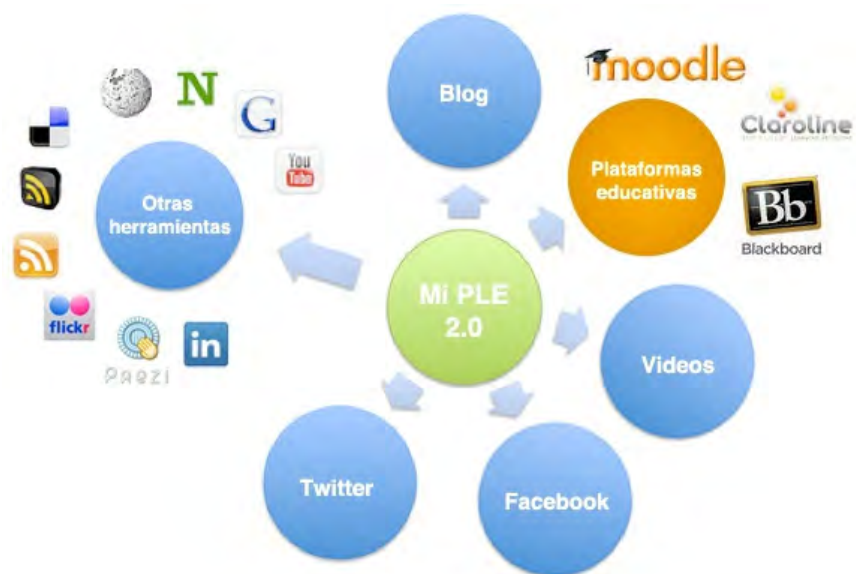 Blog
moodle
Claroline
Plataformas
educativas
Bb
Blackboard
N
G
You
Tube
Otras
herramientas
flickr
Prezi
in
Mi PLE
2.0
Videos
Twitter
Facebook